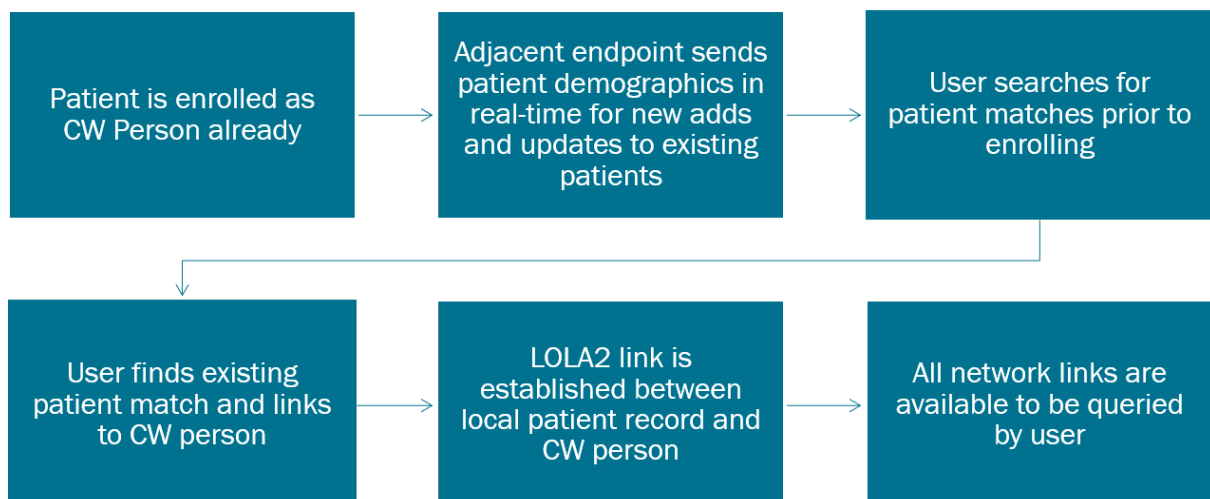 Patient is enrolled as
CW Person already
Adjacent endpoint sends
patient demographics in
real-time for new adds
and updates to existing
patients
User searches for
patient matches prior to
enrolling
User finds existing
patient match and links
to CW person
LOLA2 link is
established between
local patient record and
CW person
All network links are
available to be queried
by user